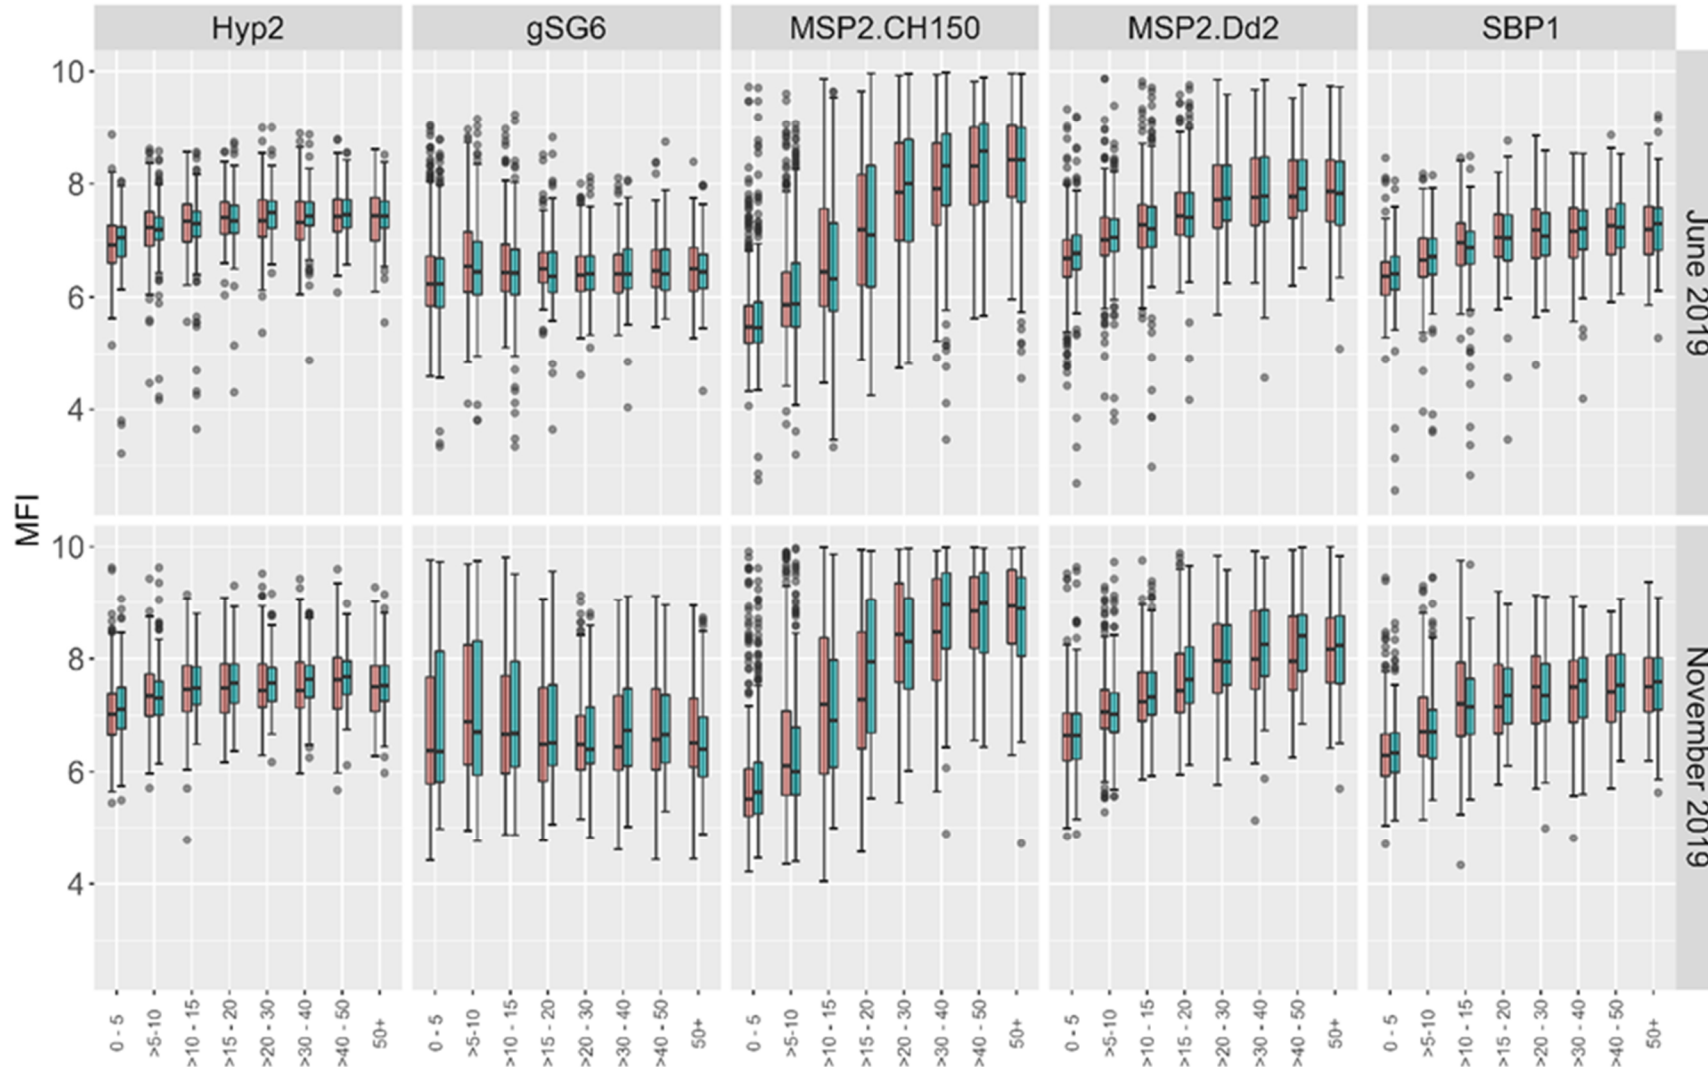 Hyp2 gSG6 MSP2.CH150 MSP2.Dd2 SBP1
10
8
6
4
June 2019
MFI
10
8
6
4
November 2019
0 - 5 >5-10 >10 - 15 >15 - 20 >20 - 30 >30 - 40 >40 - 50 50+ 0 - 5 >5-10 >10 - 15 >15 - 20 >20 - 30 >30 - 40 >40 - 50 50+ 0 - 5 >5-10 >10 - 15 >15 - 20 >20 - 30 >30 - 40 >40 - 50 50+ 0 - 5 >5-10 >10 - 15 >15 - 20 >20 - 30 >30 - 40 >40 - 50 50+ 0 - 5 >5-10 >10 - 15 >15 - 20 >20 - 30 >30 - 40 >40 - 50 50+